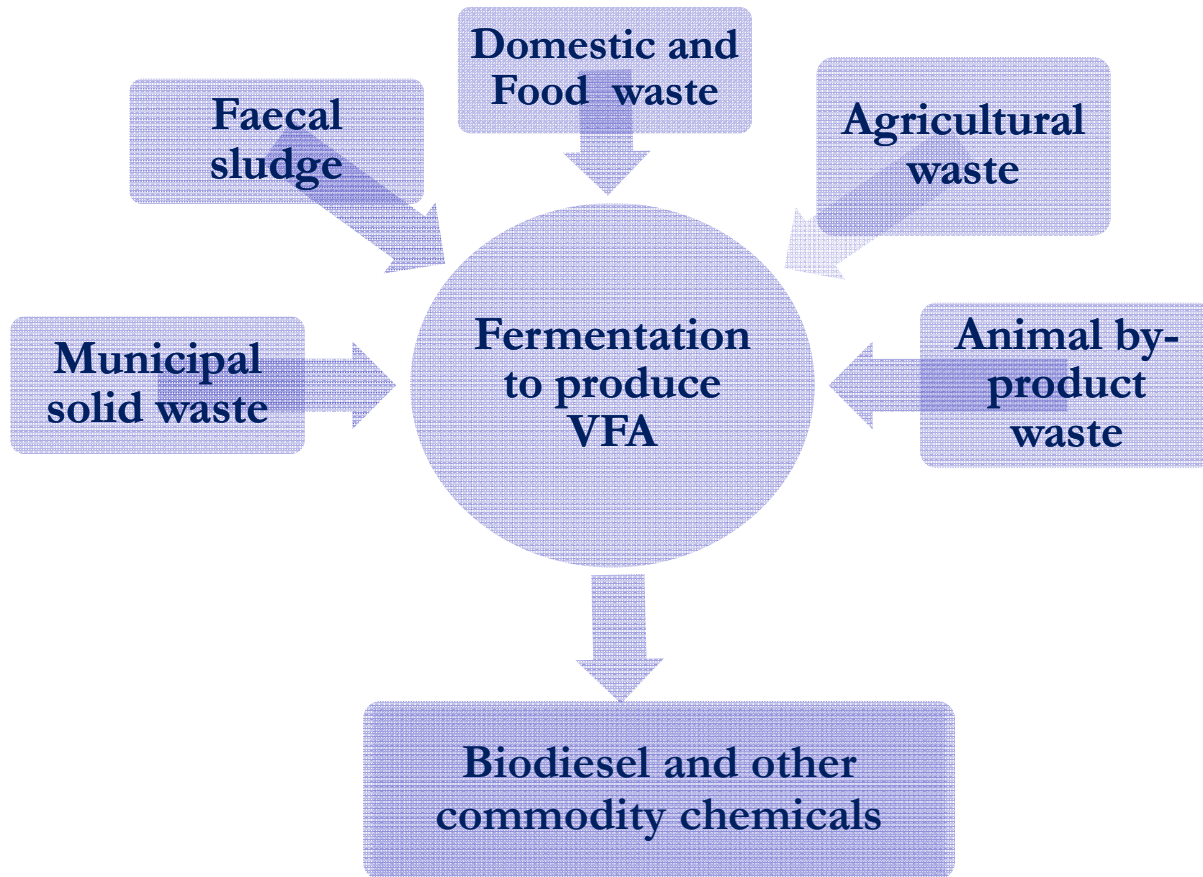 Domestic and
Food waste
Faecal
sludge
Agricultural
waste
Municipal
solid waste
Fermentation
to produce
VFA
Animal by-
product
waste
Biodiesel and other
commodity chemicals